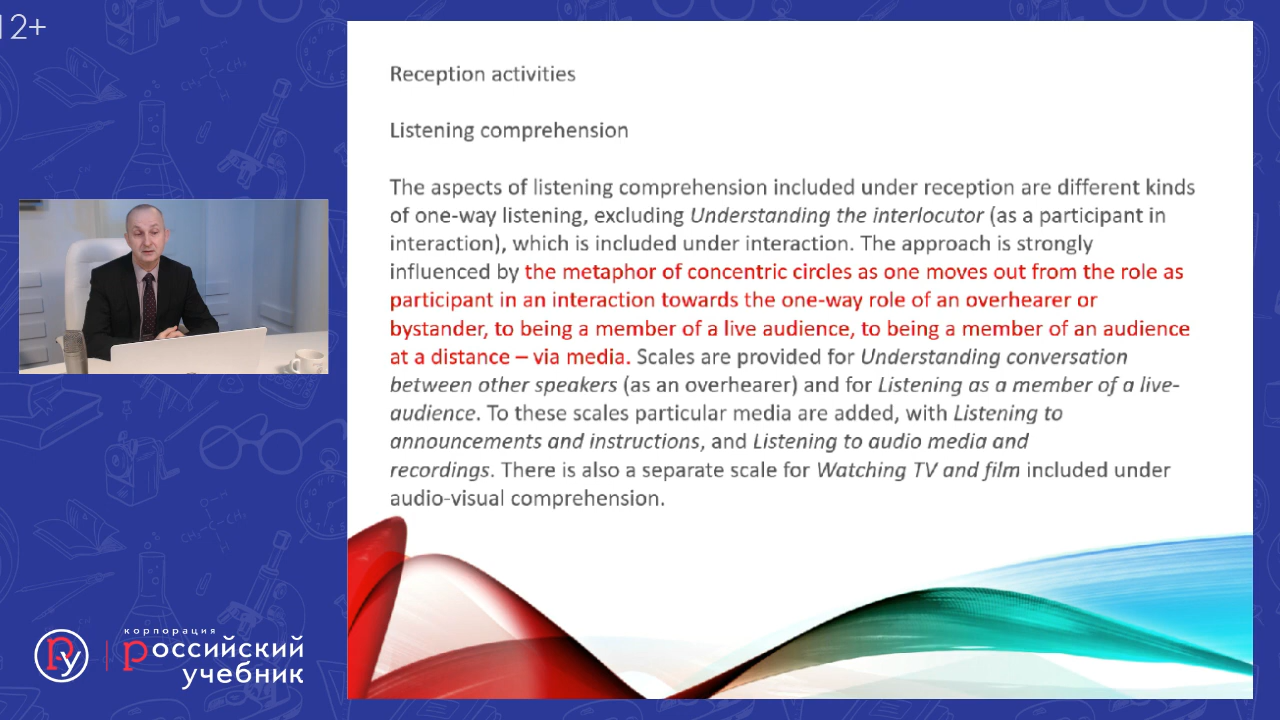 12+
Reception activities
Listening comprehension
The aspects of listening comprehension included under reception are different kinds
of one-way listening, excluding Understanding the interlocutor (as a participant in
interaction), which is included under interaction. The approach is strongly
influenced by the metaphor of concentric circles as one moves out from the role as
participant in an interaction towards the one-way role of an overhearer or
bystander, to being a member of a live audience, to being a member of an audience
at a distance – via media. Scales are provided for Understanding conversation
between other speakers (as an overhearer) and for Listening as a member of a live-
audience. To these scales particular media are added, with Listening to
announcements and instructions, and Listening to audio media and
recordings. There is also a separate scale for Watching TV and film included under
audio-visual comprehension.
корпорация
российский
учебник